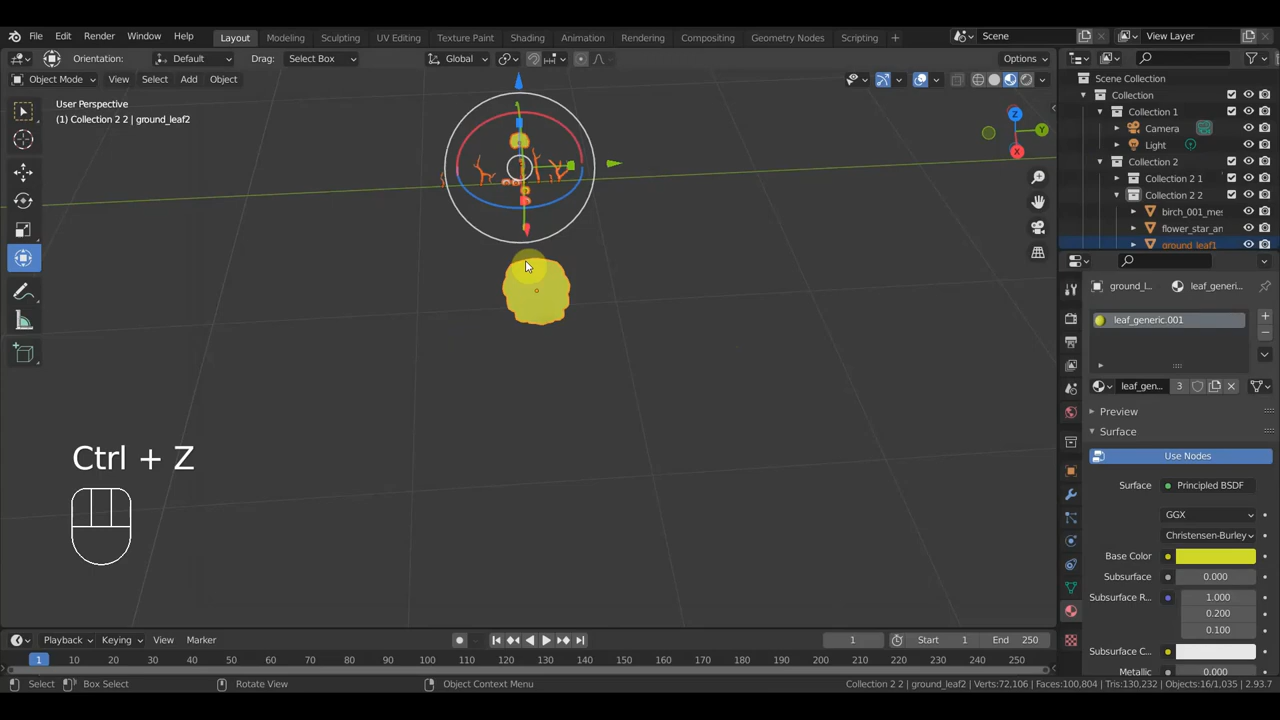 File Edit Render Window Help Layout Modeling Sculpting UV Editing Texture Paint Shading Animation Rendering Compositing Geometry Nodes Scripting + Scene View Layer
Orientation: Default Drag: Select Box Global Options
Object Mode View Select Add Object
User Perspective
(1) Collection 2 2 | ground_leaf2
Z
Y
X
Scene Collection
Collection
Collection 1
Camera
Light
Collection 2
Collection 2 1
Collection 2 2
birch_001_mes
flower_star_an
ground_leaf1
ground_l... leaf_generi...
leaf_generic.001
leaf_gen... 3
Preview
Surface
Use Nodes
Surface Principled BSDF
GGX
Christensen-Burley
Base Color
Subsurface 0.000
Subsurface R... 1.000
0.200
0.100
Subsurface C...
Metallic 0.000
Ctrl + Z
Playback Keying View Marker 1 Start 1 End 250
1 10 20 30 40 50 60 70 80 90 100 110 120 130 140 150 160 170 180 190 200 210 220 230 240 250
Select Box Select Rotate View Object Context Menu Collection 2 2 | ground_leaf2 | Verts:72,106 | Faces:100,804 | Tris:130,232 | Objects:16/1,035 | 2.93.7